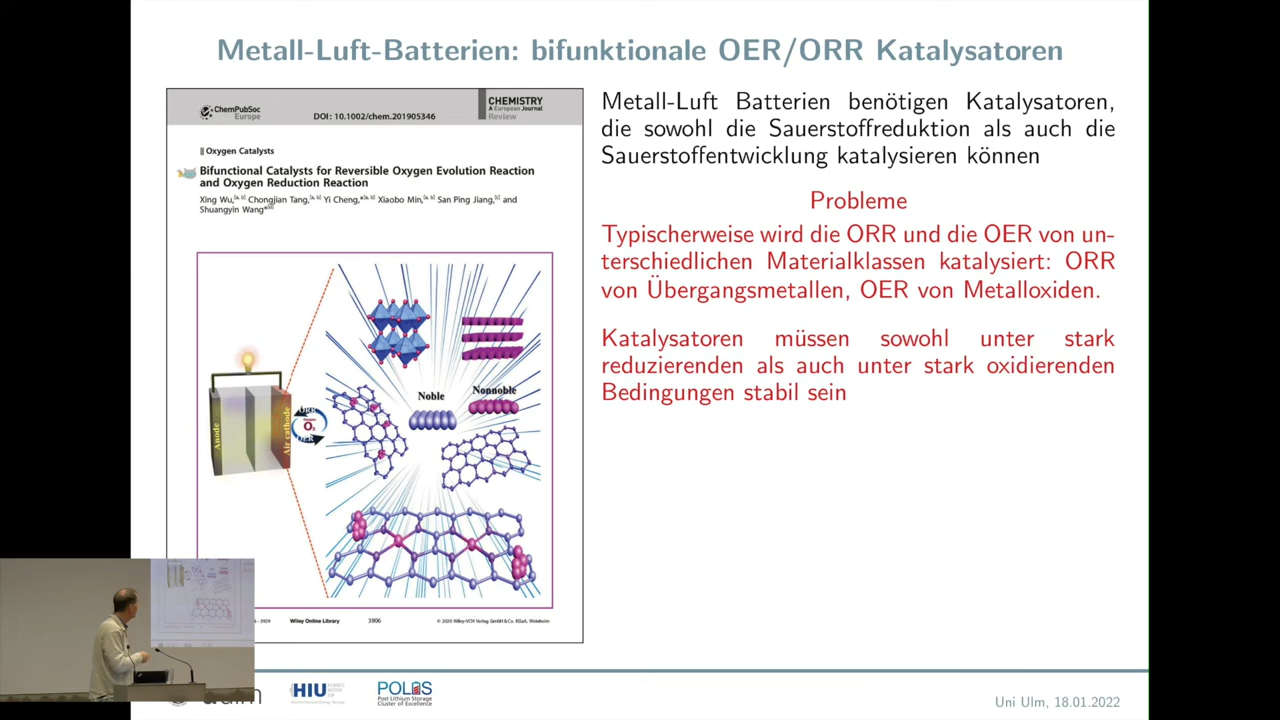 Metall-Luft-Batterien: bifunktionale OER/ORR Katalysatoren
ChemPubSoc
Europe
DOI: 10.1002/chem.201905346
CHEMISTRY
A European Journal
Review
Oxygen Catalysts
Bifunctional Catalysts for Reversible Oxygen Evolution Reaction
and Oxygen Reduction Reaction
Xing Wu,[a, b] Chongjian Tang,[a, b] Yi Cheng,*[a, b] Xiaobo Min,[a, b] San Ping Jiang,[c] and
Shuangyin Wang*[d]
Anode
Air cathode
ORR
O₂
OER
Noble
Nonnoble
Wiley Online Library
3906
© 2020 Wiley-VCH Verlag GmbH & Co. KGaA, Weinheim
Metall-Luft Batterien benötigen Katalysatoren,
die sowohl die Sauerstoffreduktion als auch die
Sauerstoffentwicklung katalysieren können
Probleme
Typischerweise wird die ORR und die OER von un-
terschiedlichen Materialklassen katalysiert: ORR
von Übergangsmetallen, OER von Metalloxiden.
Katalysatoren müssen sowohl unter stark
reduzierenden als auch unter stark oxidierenden
Bedingungen stabil sein
HIU
POLiS
Post Lithium Storage
Cluster of Excellence
Uni Ulm, 18.01.2022